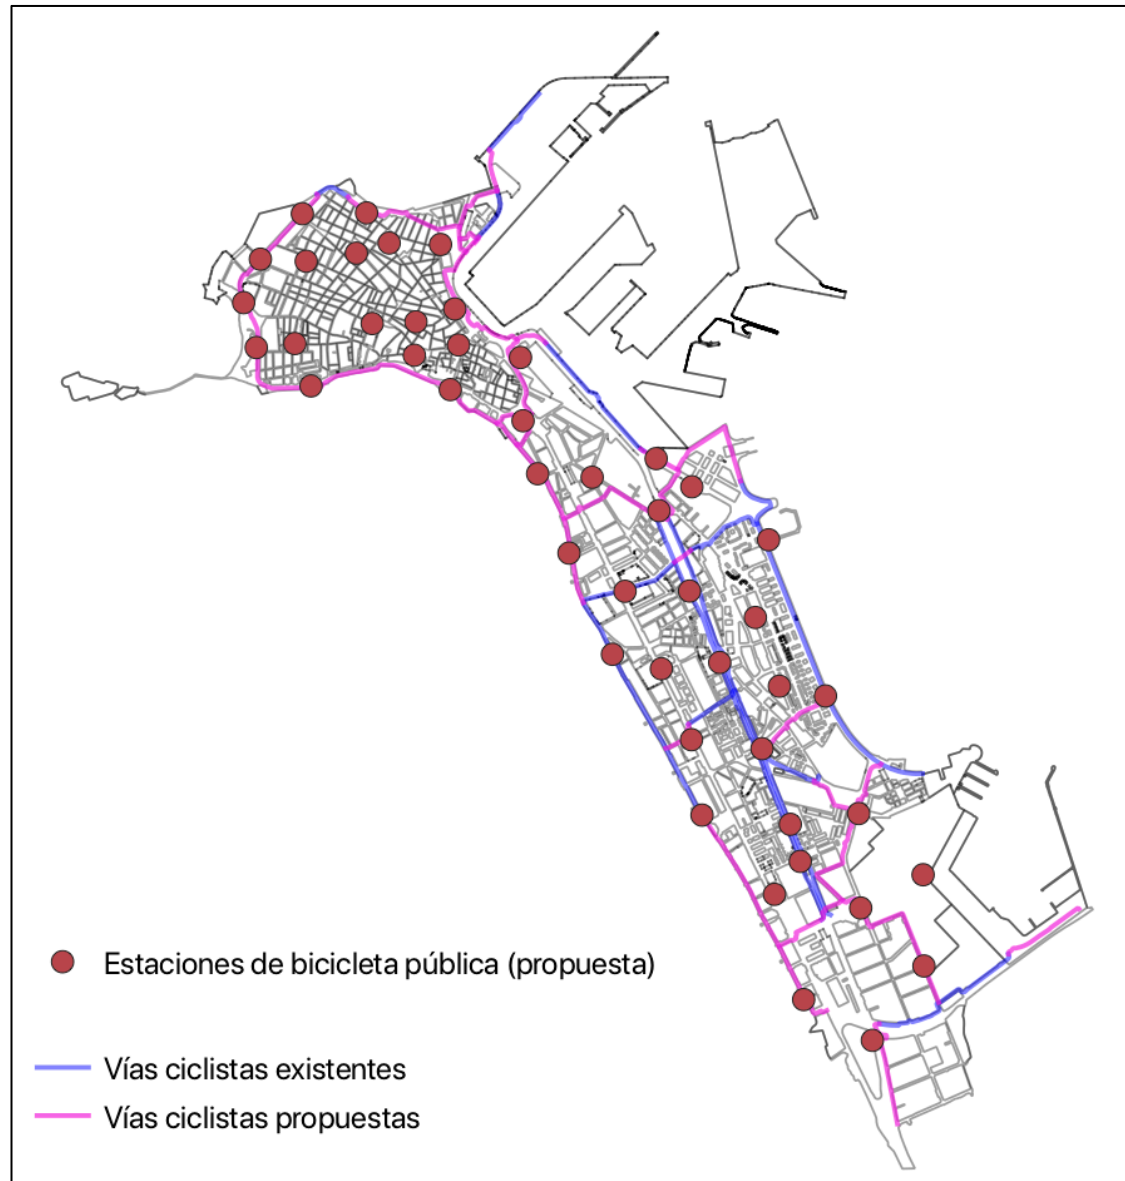 Estaciones de bicicleta pública (propuesta)
Vías ciclistas existentes
Vías ciclistas propuestas